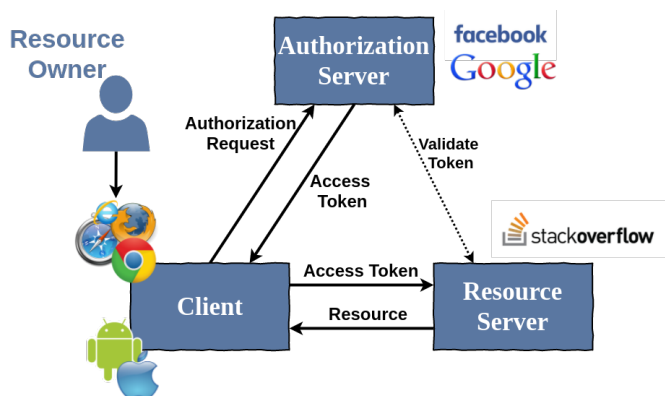 Resource
Owner
Authorization
Server
facebook
Google
Authorization
Request
Access
Token
Validate
Token
stackoverflow
Client
Access Token
Resource
Resource
Server